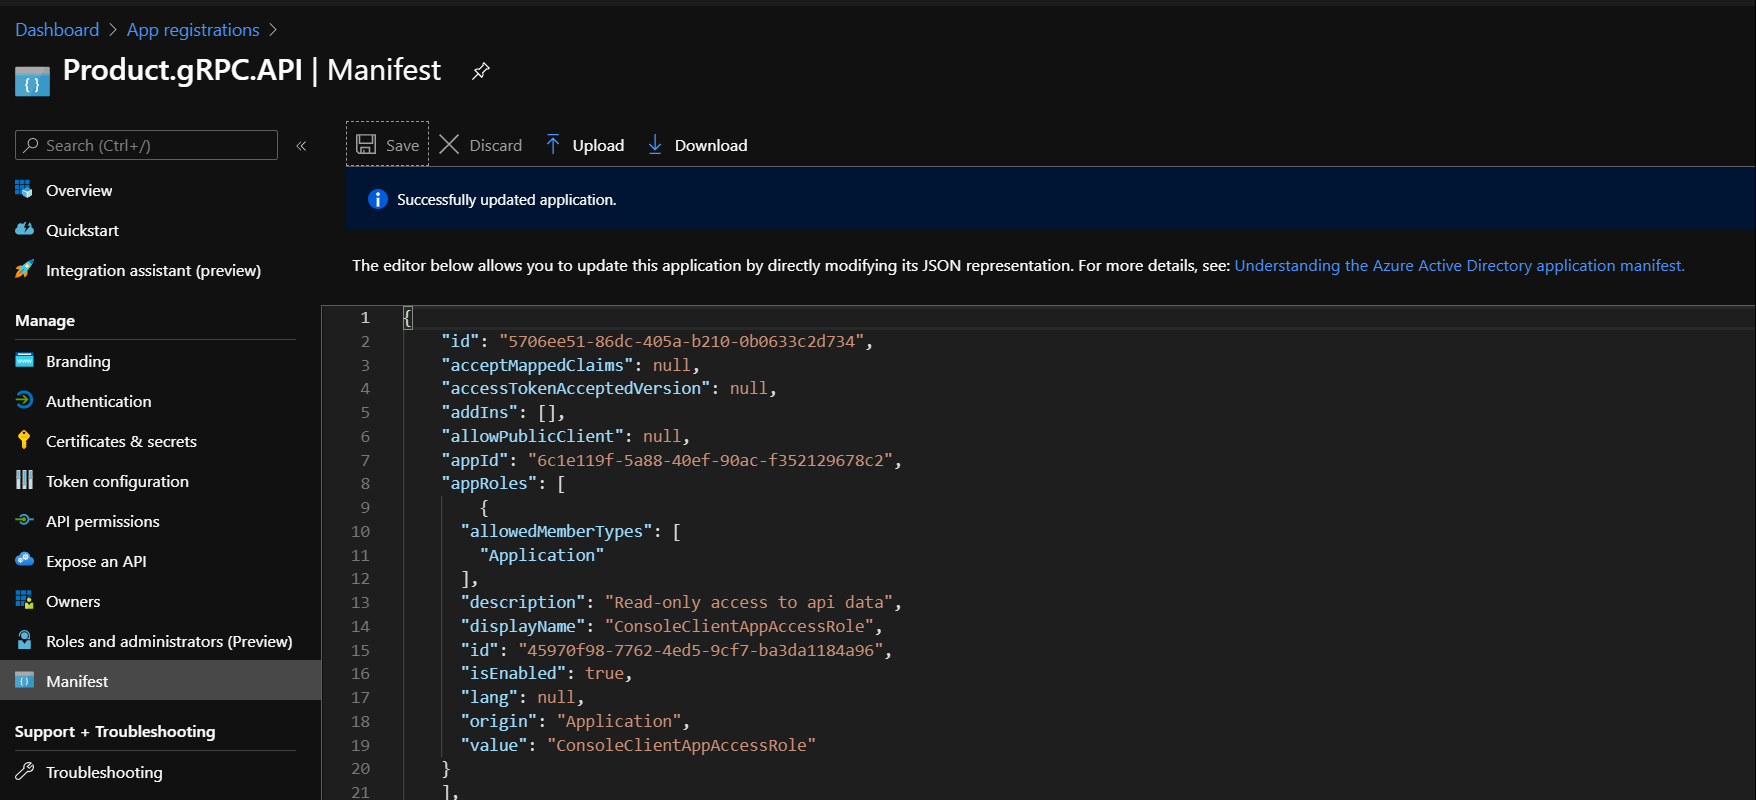 Dashboard > App registrations >
Product.gRPC.API | Manifest
Search (Ctrl+/)
«
Overview
Quickstart
Integration assistant (preview)
Manage
Branding
Authentication
Certificates & secrets
Token configuration
API permissions
Expose an API
Owners
Roles and administrators (Preview)
Manifest
Support + Troubleshooting
Troubleshooting
Save Discard Upload Download
Successfully updated application.
The editor below allows you to update this application by directly modifying its JSON representation. For more details, see: Understanding the Azure Active Directory application manifest.
1 {
2 "id": "5706ee51-86dc-405a-b210-0b0633c2d734",
3 "acceptMappedClaims": null,
4 "accessTokenAcceptedVersion": null,
5 "addIns": [],
6 "allowPublicClient": null,
7 "appId": "6c1e119f-5a88-40ef-90ac-f352129678c2",
8 "appRoles": [
9 {
10 "allowedMemberTypes": [
11 "Application"
12 ],
13 "description": "Read-only access to api data",
14 "displayName": "ConsoleClientAppAccessRole",
15 "id": "45970f98-7762-4ed5-9cf7-ba3da1184a96",
16 "isEnabled": true,
17 "lang": null,
18 "origin": "Application",
19 "value": "ConsoleClientAppAccessRole"
20 }
21 ],